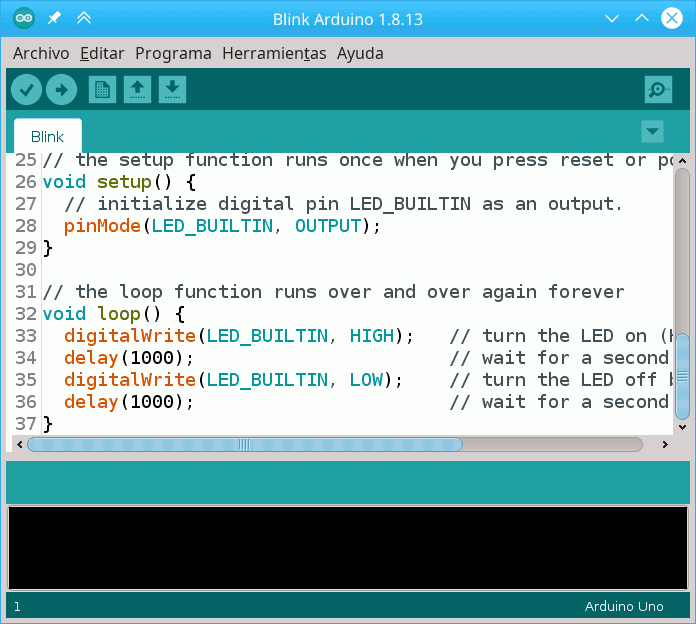 Blink Arduino 1.8.13
Archivo Editar Programa Herramientas Ayuda
Blink
25 // the setup function runs once when you press reset or
26 void setup() {
27   // initialize digital pin LED_BUILTIN as an output.
28   pinMode(LED_BUILTIN, OUTPUT);
29 }
30
31 // the loop function runs over and over again forever
32 void loop() {
33   digitalWrite(LED_BUILTIN, HIGH);   // turn the LED on
34   delay(1000);                       // wait for a second
35   digitalWrite(LED_BUILTIN, LOW);    // turn the LED off
36   delay(1000);                       // wait for a second
37 }
1
Arduino Uno